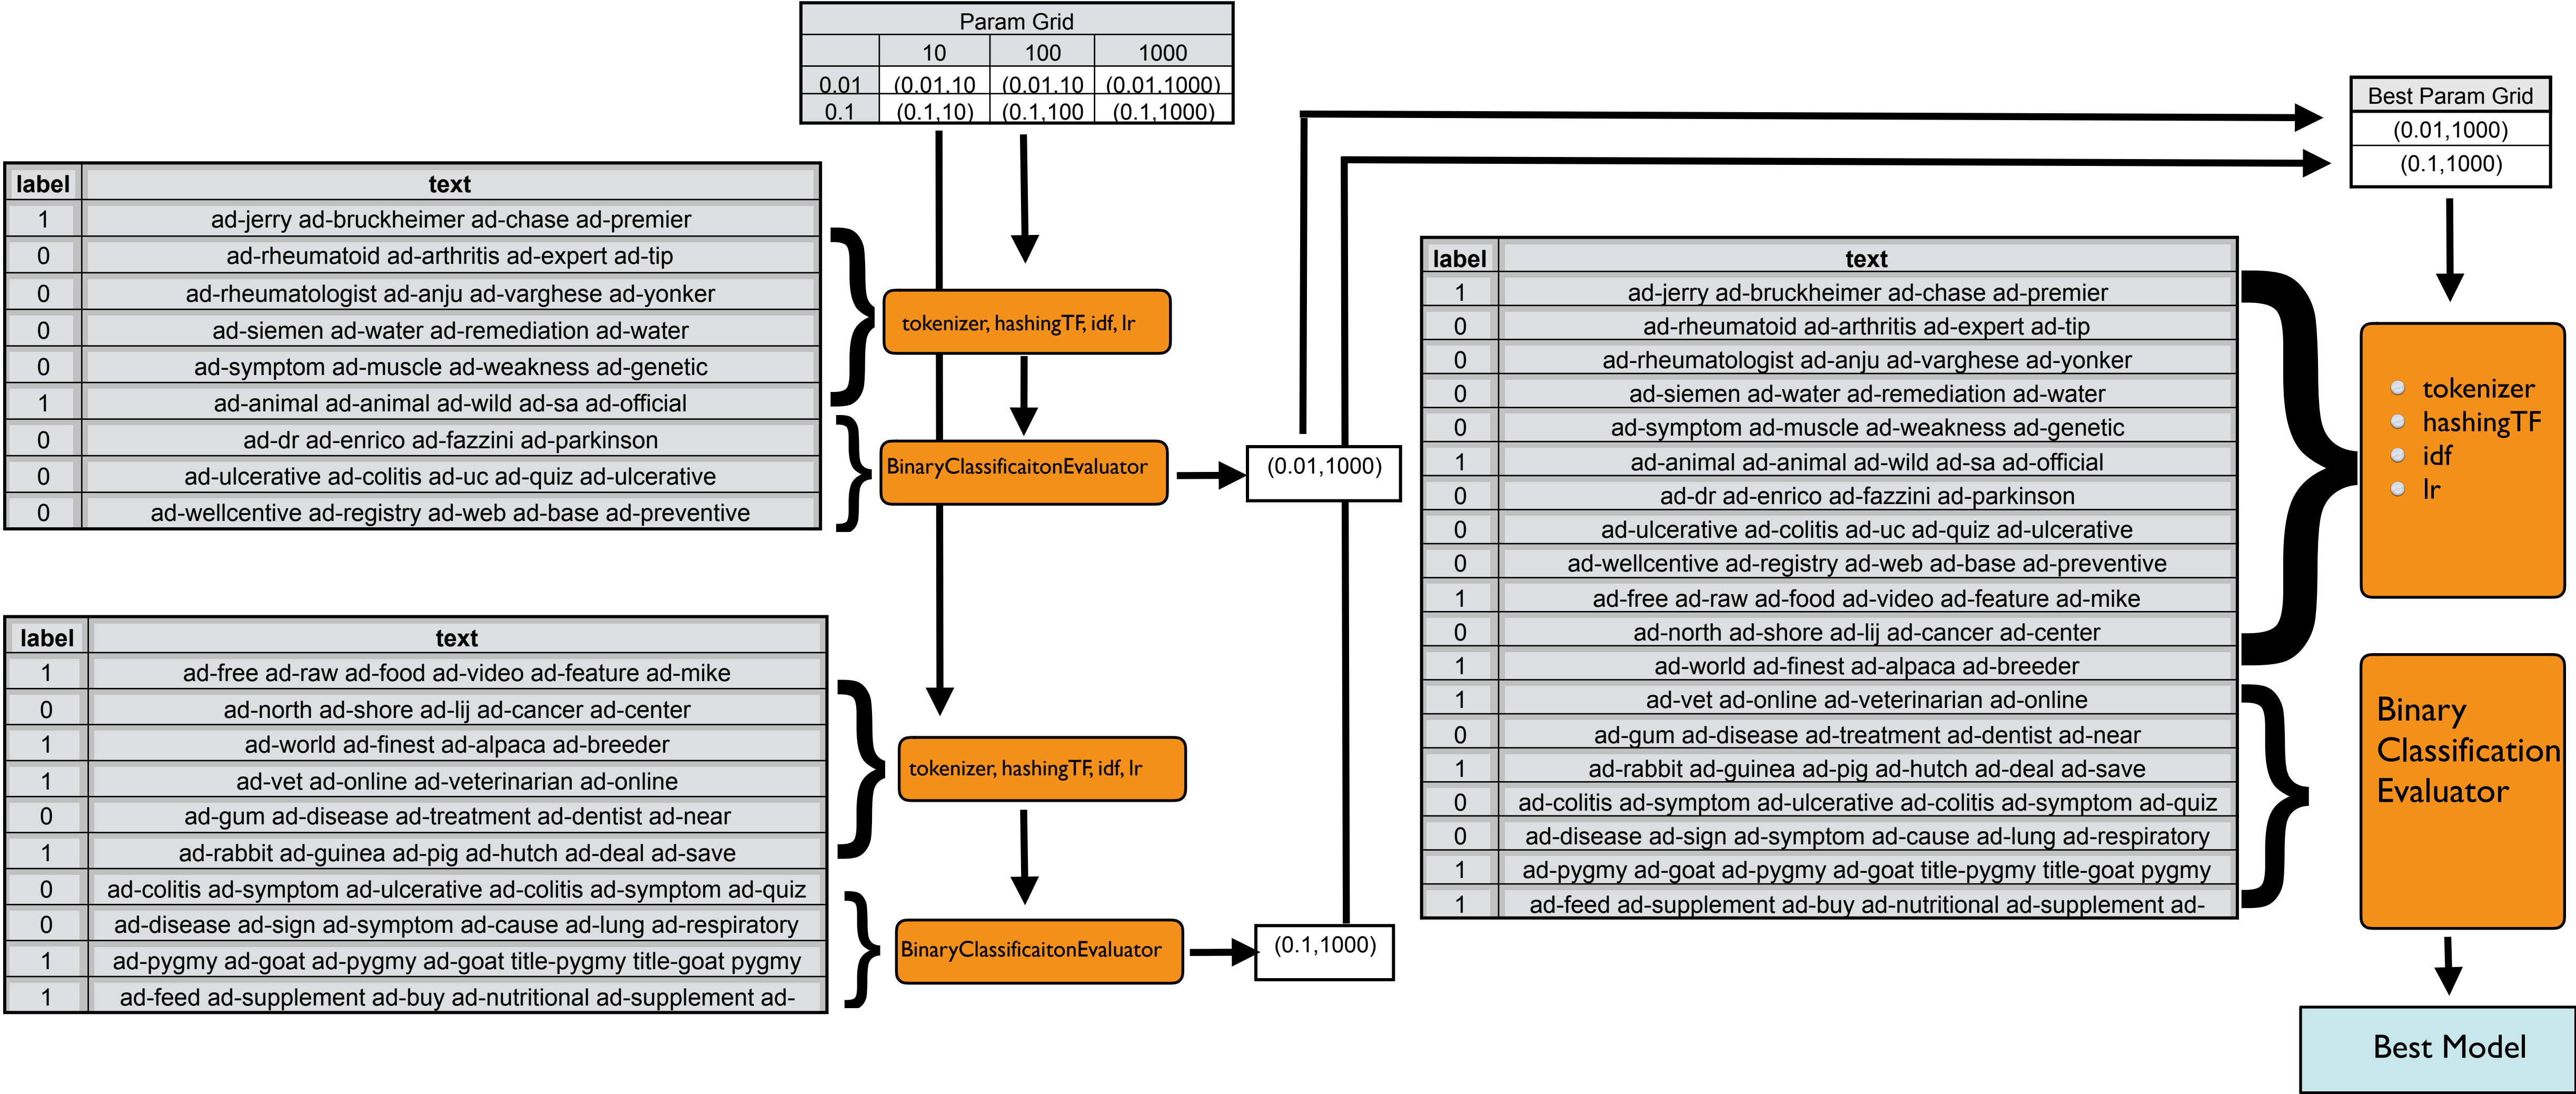 Param Grid
10 100 1000
0.01 (0.01,10 (0.01,10 (0.01,1000)
0.1 (0.1,10) (0.1,100 (0.1,1000)
label text
1 ad-jerry ad-bruckheimer ad-chase ad-premier
0 ad-rheumatoid ad-arthritis ad-expert ad-tip
0 ad-rheumatologist ad-anju ad-varghese ad-yonker
0 ad-siemen ad-water ad-remediation ad-water
0 ad-symptom ad-muscle ad-weakness ad-genetic
1 ad-animal ad-animal ad-wild ad-sa ad-official
0 ad-dr ad-enrico ad-fazzini ad-parkinson
0 ad-ulcerative ad-colitis ad-uc ad-quiz ad-ulcerative
0 ad-wellcentive ad-registry ad-web ad-base ad-preventive
tokenizer, hashingTF, idf, lr
BinaryClassificaitonEvaluator
(0.01,1000)
label text
1 ad-free ad-raw ad-food ad-video ad-feature ad-mike
0 ad-north ad-shore ad-lij ad-cancer ad-center
1 ad-world ad-finest ad-alpaca ad-breeder
1 ad-vet ad-online ad-veterinarian ad-online
0 ad-gum ad-disease ad-treatment ad-dentist ad-near
1 ad-rabbit ad-guinea ad-pig ad-hutch ad-deal ad-save
0 ad-colitis ad-symptom ad-ulcerative ad-colitis ad-symptom ad-quiz
0 ad-disease ad-sign ad-symptom ad-cause ad-lung ad-respiratory
1 ad-pygmy ad-goat ad-pygmy ad-goat title-pygmy title-goat pygmy
1 ad-feed ad-supplement ad-buy ad-nutritional ad-supplement ad-
tokenizer, hashingTF, idf, lr
BinaryClassificaitonEvaluator
(0.1,1000)
label text
1 ad-jerry ad-bruckheimer ad-chase ad-premier
0 ad-rheumatoid ad-arthritis ad-expert ad-tip
0 ad-rheumatologist ad-anju ad-varghese ad-yonker
0 ad-siemen ad-water ad-remediation ad-water
0 ad-symptom ad-muscle ad-weakness ad-genetic
1 ad-animal ad-animal ad-wild ad-sa ad-official
0 ad-dr ad-enrico ad-fazzini ad-parkinson
0 ad-ulcerative ad-colitis ad-uc ad-quiz ad-ulcerative
0 ad-wellcentive ad-registry ad-web ad-base ad-preventive
1 ad-free ad-raw ad-food ad-video ad-feature ad-mike
0 ad-north ad-shore ad-lij ad-cancer ad-center
1 ad-world ad-finest ad-alpaca ad-breeder
1 ad-vet ad-online ad-veterinarian ad-online
0 ad-gum ad-disease ad-treatment ad-dentist ad-near
1 ad-rabbit ad-guinea ad-pig ad-hutch ad-deal ad-save
0 ad-colitis ad-symptom ad-ulcerative ad-colitis ad-symptom ad-quiz
0 ad-disease ad-sign ad-symptom ad-cause ad-lung ad-respiratory
1 ad-pygmy ad-goat ad-pygmy ad-goat title-pygmy title-goat pygmy
1 ad-feed ad-supplement ad-buy ad-nutritional ad-supplement ad-
Best Param Grid
(0.01,1000)
(0.1,1000)
tokenizer
hashingTF
idf
lr
Binary
Classification
Evaluator
Best Model